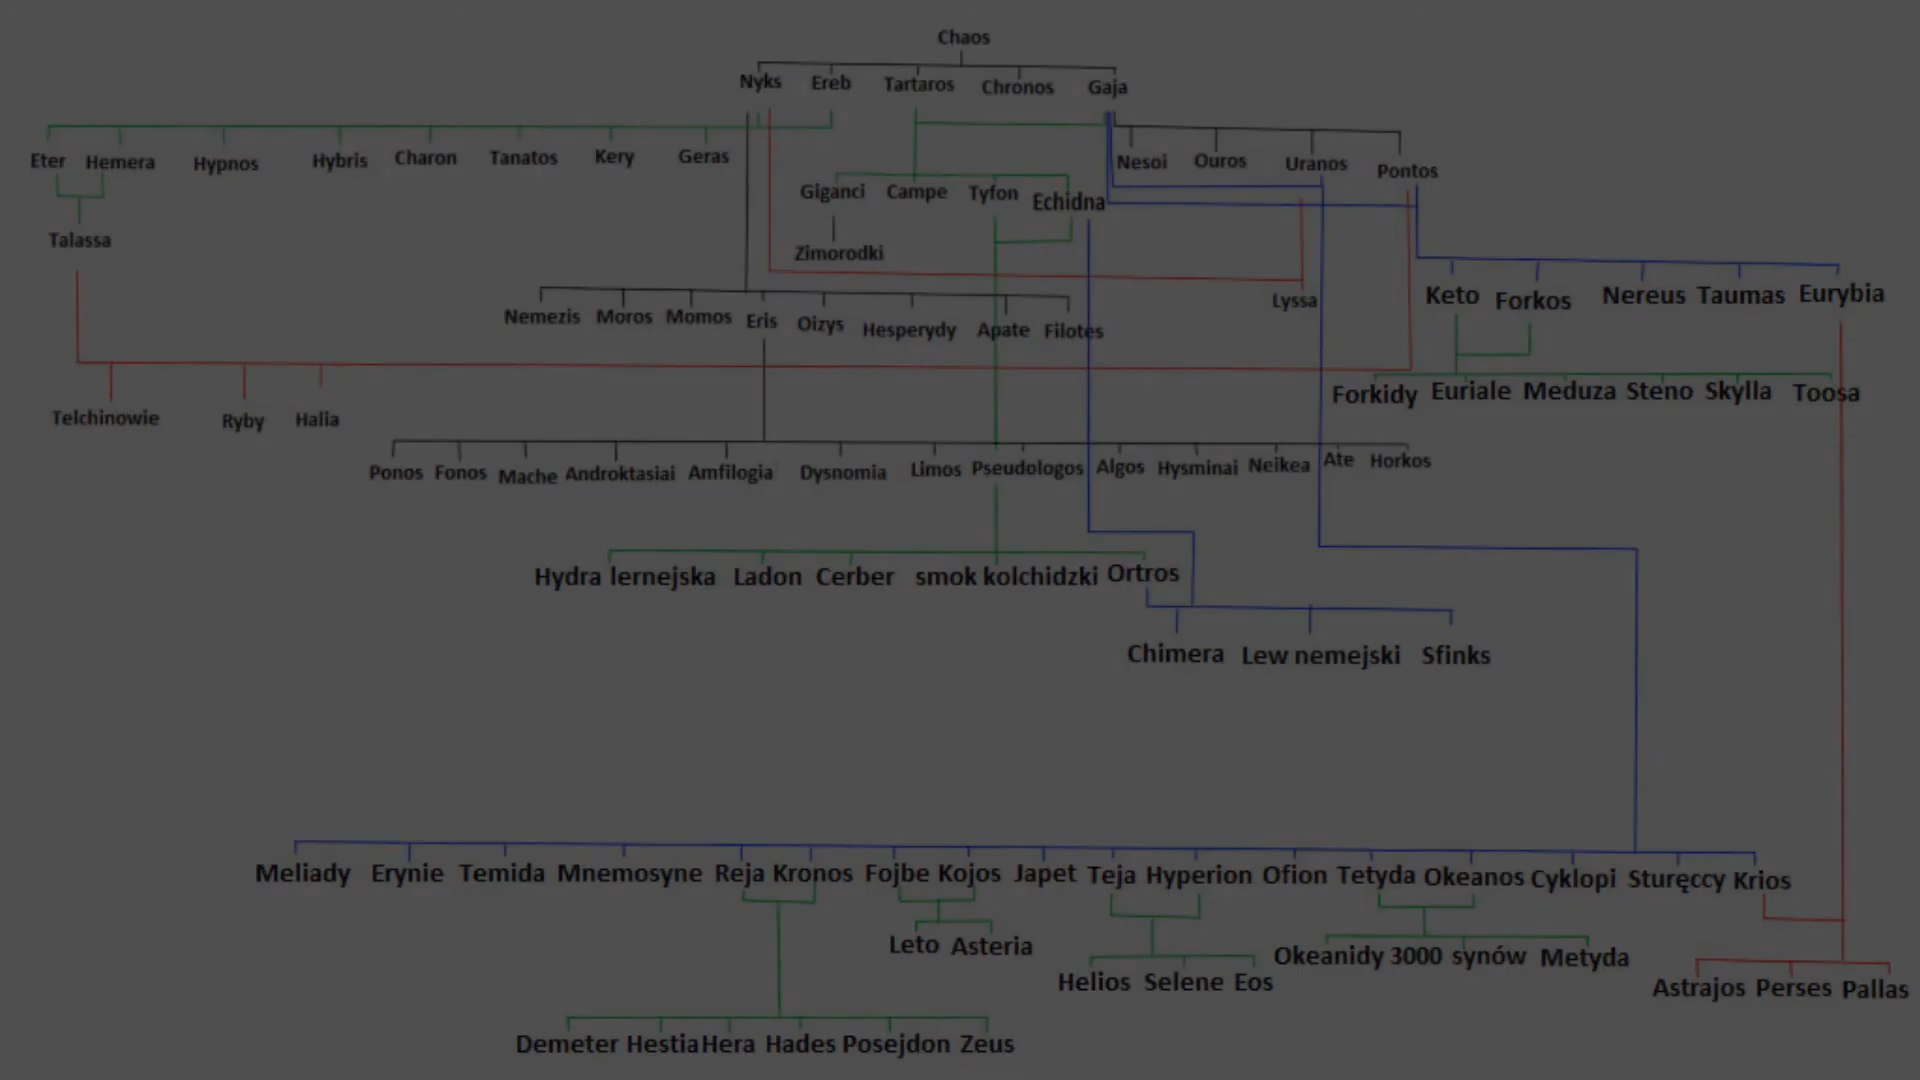 Chaos
Nyks Ereb Tartaros Chronos Gaja
Eter Hemera Hypnos Hybris Charon Tanatos Kery Geras
Nesoi Ouros Uranos Pontos
Giganci Campe Tyfon Echidna
Talassa
Zimorodki
Lyssa
Keto Forkos Nereus Taumas Eurybia
Nemezis Moros Momos Eris Oizys Hesperydy Apate Filotes
Forkidy Euriale Meduza Steno Skylla Toosa
Telchinowie Ryby Halia
Ponos Fonos Mache Androktasiai Amfilogia Dysnomia Limos Pseudologos Algos Hysminai Neikea Ate Horkos
Hydra lernejska Ladon Cerber smok kolchidzki Ortros
Chimera Lew nemejski Sfinks
Meliady Erynie Temida Mnemosyne Reja Kronos Fojbe Kojos Japet Teja Hyperion Ofion Tetyda Okeanos Cyklopi Sturęccy Krios
Leto Asteria
Okeanidy 3000 synów Metyda
Helios Selene Eos
Astrajos Perses Pallas
Demeter Hestia Hera Hades Posejdon Zeus